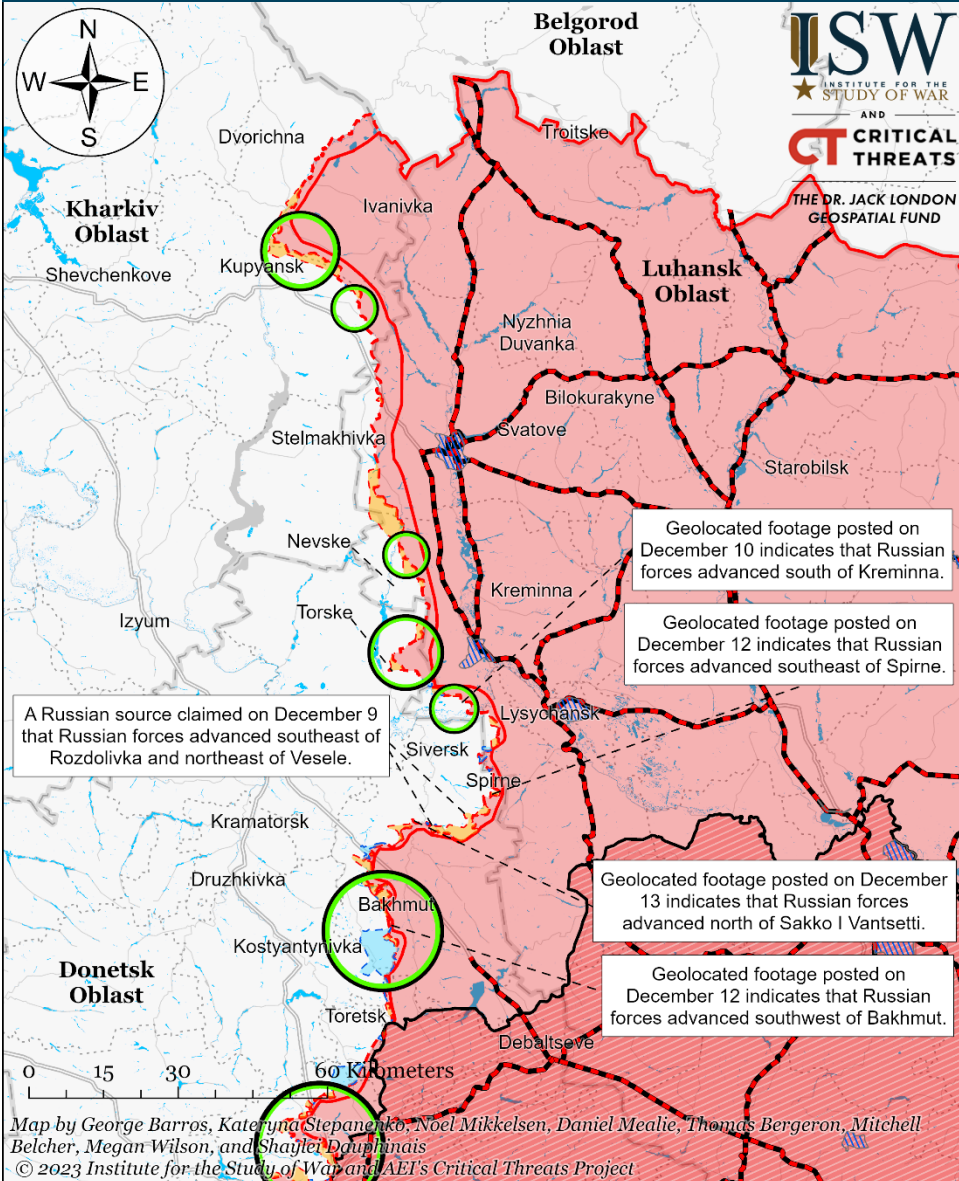 Belgorod
Oblast
ISW
INSTITUTE FOR THE
STUDY OF WAR
AND
CT CRITICAL
THREATS
THE DR. JACK LONDON
GEOSPATIAL FUND
N
W
E
S
Dvorichna
Troitske
Kharkiv
Oblast
Ivanivka
Shevchenkove
Kupyansk
Luhansk
Oblast
Nyzhnia
Duvanka
Bilokurakyne
Stelmakhivka
Svatove
Starobilsk
Geolocated footage posted on
December 10 indicates that Russian
forces advanced south of Kreminna.
Nevske
Kreminna
Torske
Izyum
Geolocated footage posted on
December 12 indicates that Russian
forces advanced southeast of Spirne.
A Russian source claimed on December 9
that Russian forces advanced southeast of
Rozdolivka and northeast of Vesele.
Lysychansk
Siversk
Spirne
Kramatorsk
Druzhkivka
Geolocated footage posted on December
13 indicates that Russian forces
advanced north of Sakko I Vantsetti.
Bakhmut
Kostyantynivka
Donetsk
Oblast
Geolocated footage posted on
December 12 indicates that Russian
forces advanced southwest of Bakhmut.
Toretsk
Debaltseve
0 15 30 60 Kilometers
Map by George Barros, Kateryna Stepanenko, Noel Mikkelsen, Daniel Mealie, Thomas Bergeron, Mitchell
Belcher, Megan Wilson, and Shaylei Dauphinais
© 2023 Institute for the Study of War and AEI's Critical Threats Project